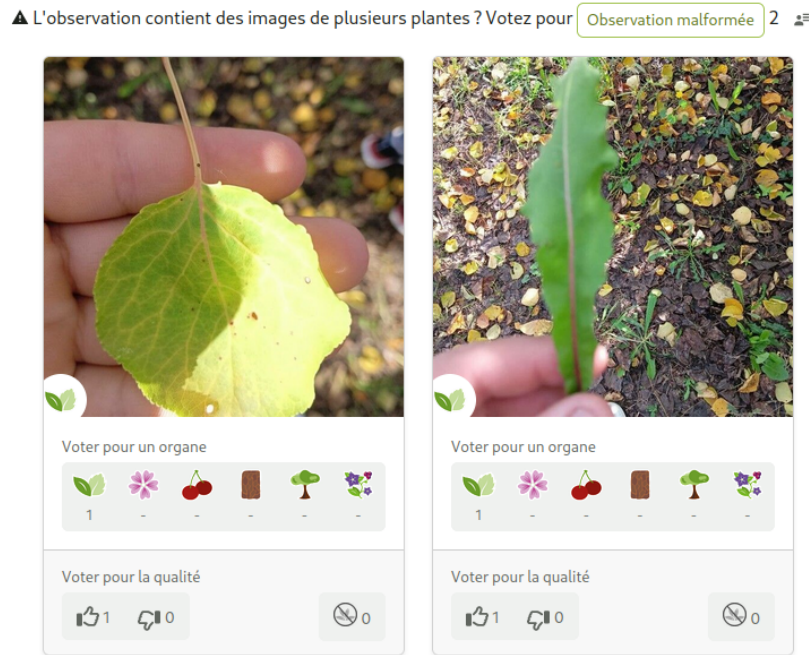 L'observation contient des images de plusieurs plantes ? Votez pour Observation malformée 2
Voter pour un organe
1 - - - - -
Voter pour la qualité
1 0 0
Voter pour un organe
1 - - - - -
Voter pour la qualité
1 0 0